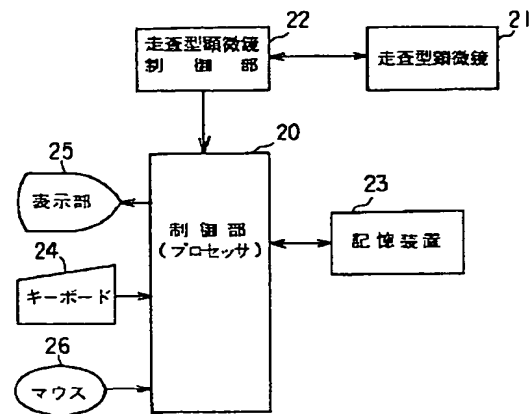 22
21
走査型顕微鏡
制御部
走査型顕微鏡
20
25
表示部
23
制御部
(プロセッサ)
記憶装置
24
キーボード
26
マウス